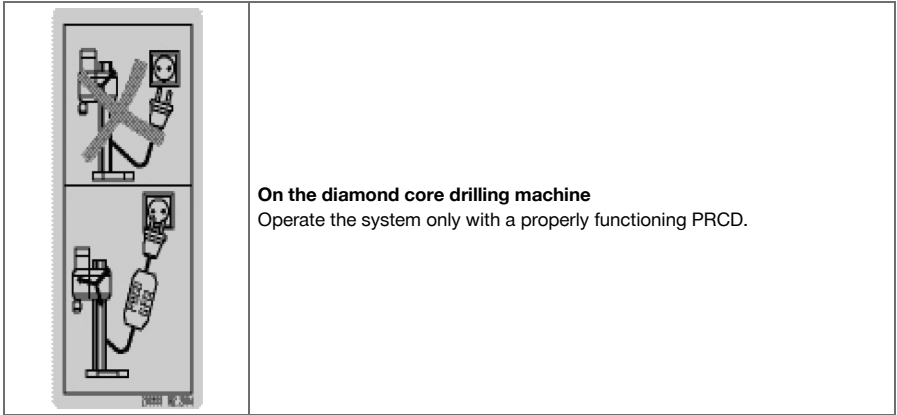 On the diamond core drilling machine
Operate the system only with a properly functioning PRCD.